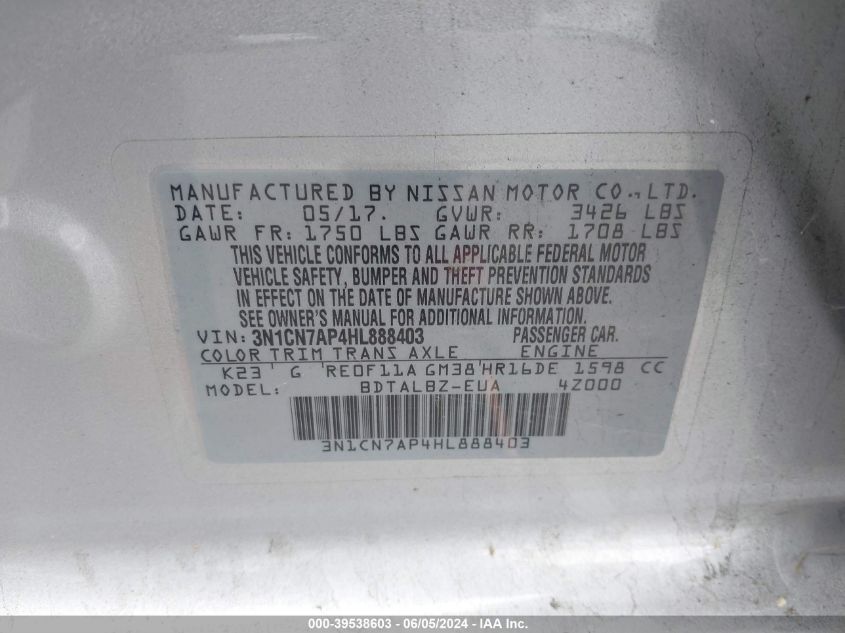 MANUFACTURED BY NISSAN MOTOR CO., LTD.
DATE: 05/17. GVWR: 3426 LBS
GAWR FR: 1750 LBS GAWR RR: 1708 LBS
THIS VEHICLE CONFORMS TO ALL APPLICABLE FEDERAL MOTOR
VEHICLE SAFETY, BUMPER AND THEFT PREVENTION STANDARDS
IN EFFECT ON THE DATE OF MANUFACTURE SHOWN ABOVE.
SEE OWNER'S MANUAL FOR ADDITIONAL INFORMATION.
VIN: 3N1CN7AP4HL888403 PASSENGER CAR.
COLOR TRIM TRANS AXLE ENGINE
K23 G RE0F11A GM38 HR16DE 1598 CC
MODEL: BDTALBZ-EUA 4Z000
3N1CN7AP4HL888403
000-39538603 - 06/05/2024 - IAA Inc.